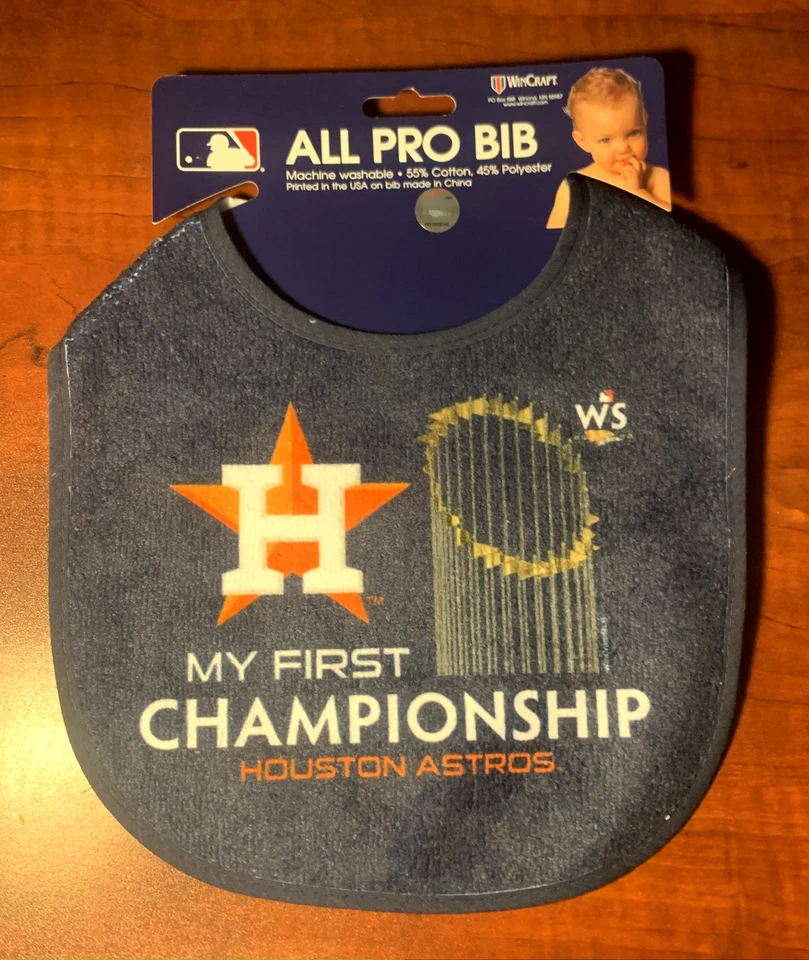 WINCRAFT
ALL PRO BIB
Machine washable • 55% Cotton, 45% Polyester
Printed in the USA on bib made in China
WS
H
TM
MY FIRST
CHAMPIONSHIP
HOUSTON ASTROS